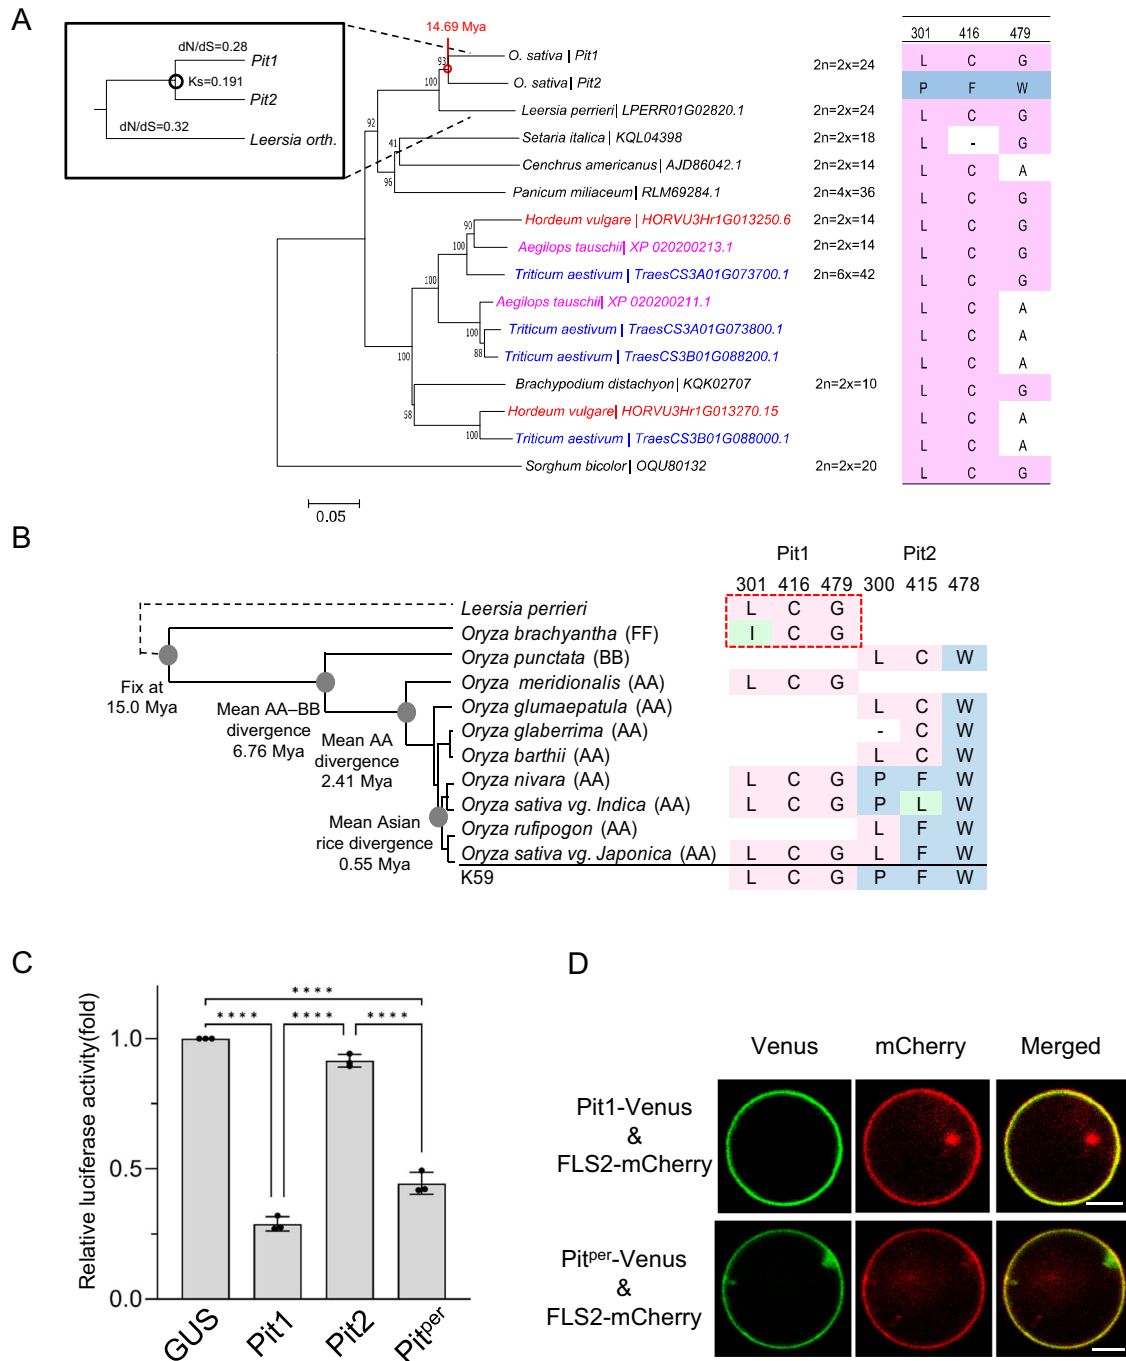 A
14.69 Mya
dN/dS=0.28
Pit1
Ks=0.191
Pit2
dN/dS=0.32
Leersia orth.
301 416 479
93
O. sativa | Pit1 2n=2x=24 L C G
100
O. sativa | Pit2 P F W
Leersia perrieri | LPERR01G02820.1 2n=2x=24 L C G
92
41
Setaria italica | KQL04398 2n=2x=18 L - G
Cenchrus americanus | AJD86042.1 2n=2x=14 L C A
96
Panicum miliaceum | RLM69284.1 2n=4x=36 L C G
90
Hordeum vulgare | HORVU3Hr1G013250.6 2n=2x=14 L C G
100
Aegilops tauschii | XP 020200213.1 2n=2x=14 L C G
100
Triticum aestivum | TraesCS3A01G073700.1 2n=6x=42 L C G
Aegilops tauschii | XP 020200211.1 L C A
100
Triticum aestivum | TraesCS3A01G073800.1 L C A
88
Triticum aestivum | TraesCS3B01G088200.1 L C A
100
Brachypodium distachyon | KQK02707 2n=2x=10 L C G
58
Hordeum vulgare | HORVU3Hr1G013270.15 L C A
100
Triticum aestivum | TraesCS3B01G088000.1 L C A
Sorghum bicolor | OQU80132 2n=2x=20 L C G
0.05
B
Pit1 Pit2
301 416 479 300 415 478
Leersia perrieri L C G
Oryza brachyantha (FF) I C G
Oryza punctata (BB) L C W
Oryza meridionalis (AA) L C G
Oryza glumaepatula (AA) L C W
Oryza glaberrima (AA) - C W
Oryza barthii (AA) L C W
Oryza nivara (AA) L C G P F W
Oryza sativa vg. Indica (AA) L C G P L W
Oryza rufipogon (AA) L F W
Oryza sativa vg. Japonica (AA) L C G L F W
K59 L C G P F W
Fix at
15.0 Mya
Mean AA–BB
divergence
6.76 Mya
Mean AA
divergence
2.41 Mya
Mean Asian
rice divergence
0.55 Mya
C
Relative luciferase activity(fold)
1.0
0.5
0.0
****
**** **** ****
GUS Pit1 Pit2 Pitper
D
Venus mCherry Merged
Pit1-Venus
&
FLS2-mCherry
Pitper-Venus
&
FLS2-mCherry